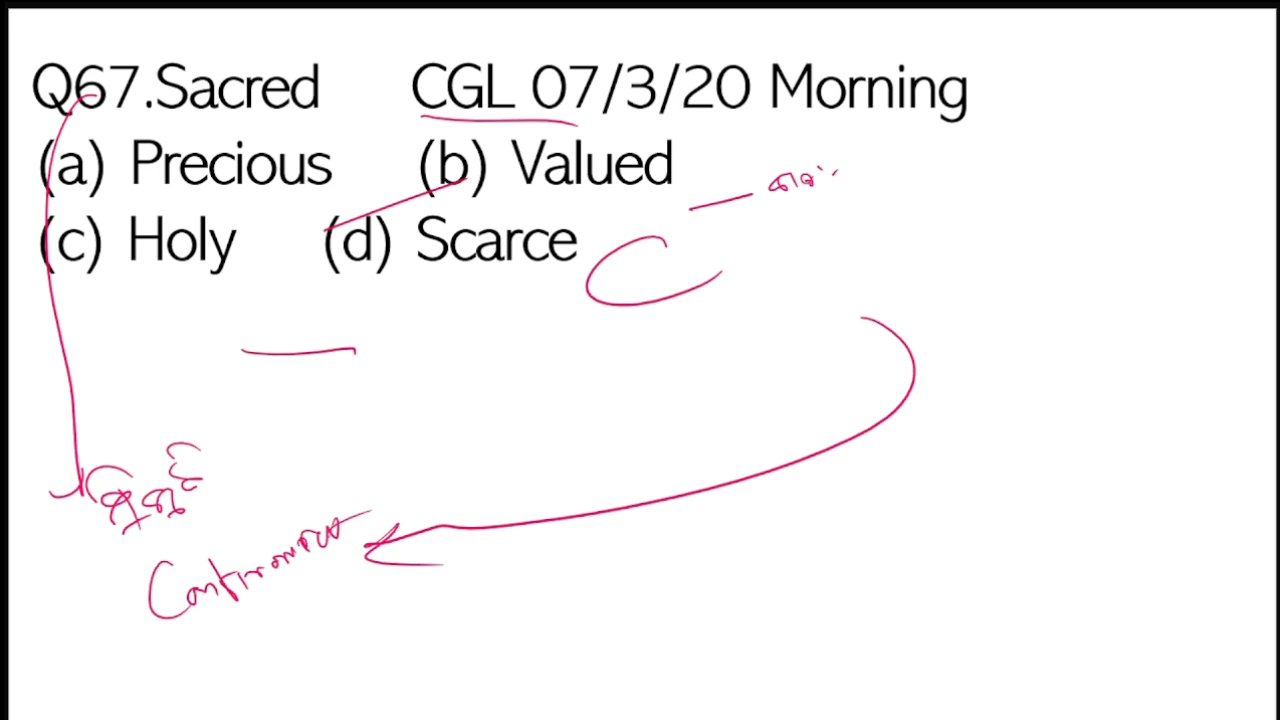 Q67.Sacred CGL 07/3/20 Morning
(a) Precious (b) Valued
(c) Holy (d) Scarce